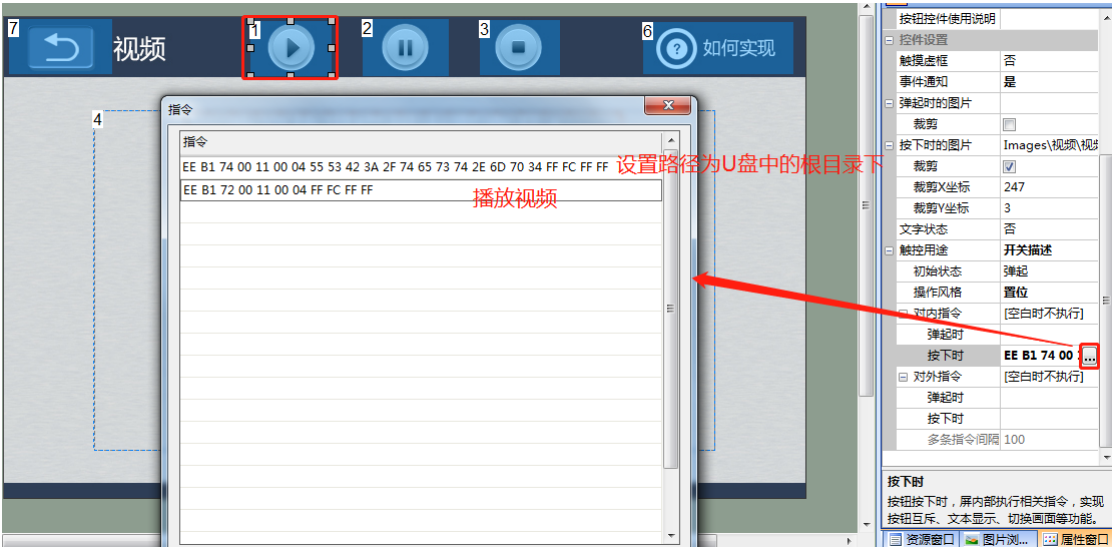 7
视频
1
2
3
6
如何实现
4
指令
指令
EE B1 74 00 11 00 04 55 53 42 3A 2F 74 65 73 74 2E 6D 70 34 FF FC FF FF
设置路径为U盘中的根目录下
EE B1 72 00 11 00 04 FF FC FF FF
播放视频
按钮控件使用说明
控件设置
触摸虚框 否
事件通知 是
弹起时的图片
裁剪
按下时的图片 Images\视频\视
裁剪
裁剪X坐标 247
裁剪Y坐标 3
文字状态 否
触控用途 开关描述
初始状态 弹起
操作风格 置位
对内指令 [空白时不执行]
弹起时
按下时 EE B1 74 00 ...
对外指令 [空白时不执行]
弹起时
按下时
多条指令间隔 100
按下时
按钮按下时，屏内部执行相关指令，实现
按钮互斥、文本显示、切换画面等功能。
资源窗口 图片浏... 属性窗口